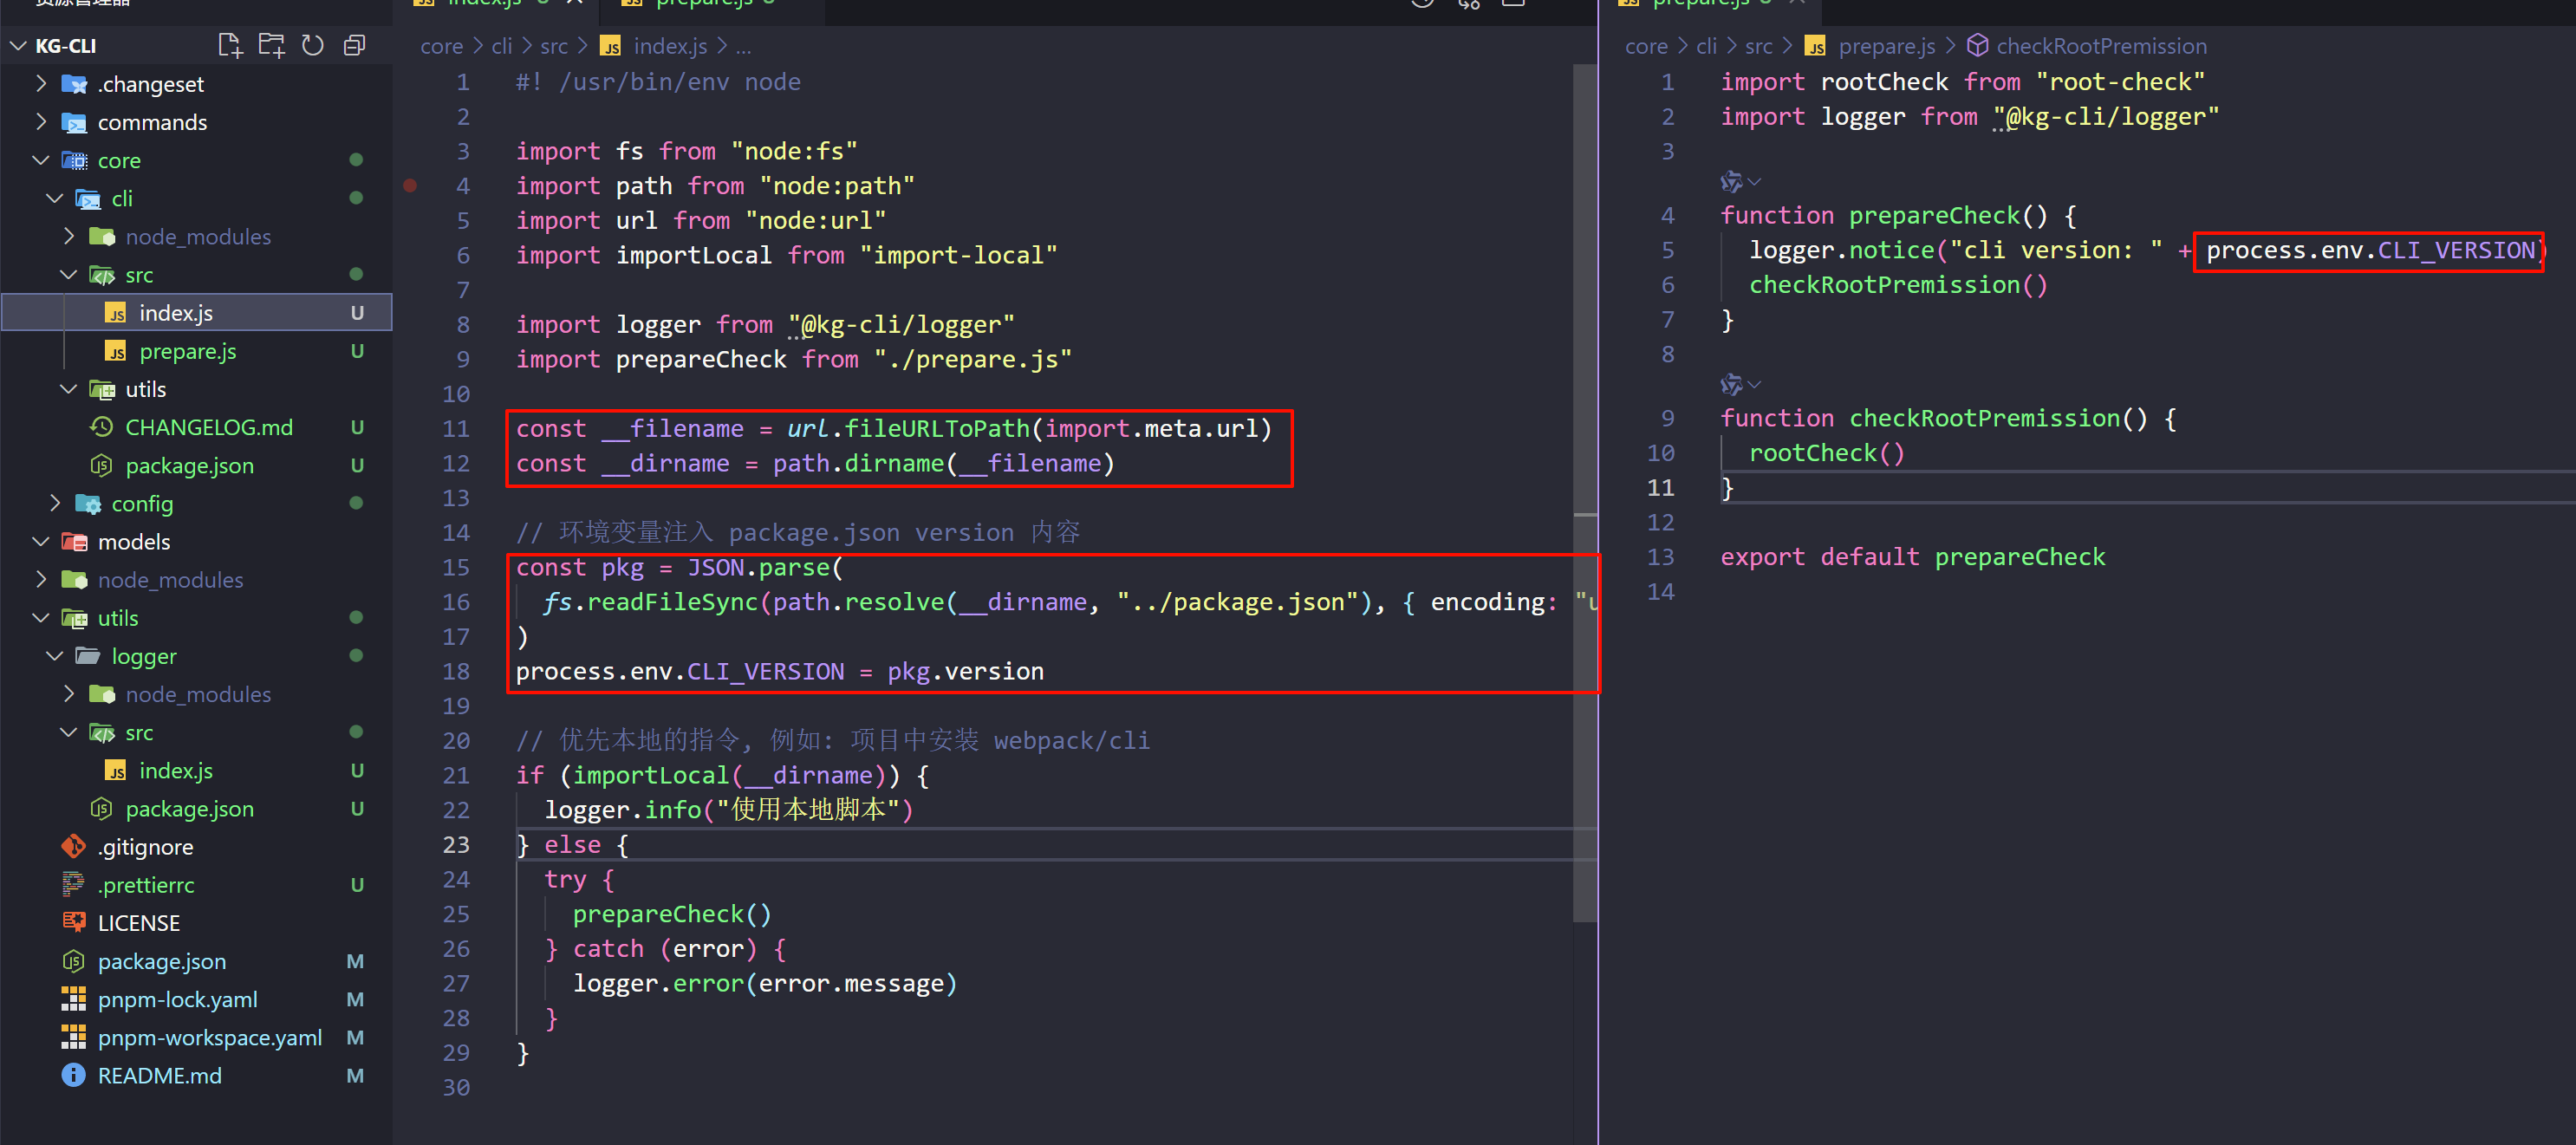 资源管理器
KG-CLI
.changeset
commands
core
cli
node_modules
src
index.js U
prepare.js U
utils
CHANGELOG.md U
package.json U
config
models
node_modules
utils
logger
node_modules
src
index.js U
package.json U
.gitignore
.prettierrc U
LICENSE
package.json M
pnpm-lock.yaml M
pnpm-workspace.yaml M
README.md M
index.js U
prepare.js U
core > cli > src > JS index.js > ...
1 #! /usr/bin/env node
2
3 import fs from "node:fs"
4 import path from "node:path"
5 import url from "node:url"
6 import importLocal from "import-local"
7
8 import logger from "@kg-cli/logger"
9 import prepareCheck from "./prepare.js"
10
11 const __filename = url.fileURLToPath(import.meta.url)
12 const __dirname = path.dirname(__filename)
13
14 // 环境变量注入 package.json version 内容
15 const pkg = JSON.parse(
16 fs.readFileSync(path.resolve(__dirname, "../package.json"), { encoding: "u
17 )
18 process.env.CLI_VERSION = pkg.version
19
20 // 优先本地的指令, 例如: 项目中安装 webpack/cli
21 if (importLocal(__dirname)) {
22 logger.info("使用本地脚本")
23 } else {
24 try {
25 prepareCheck()
26 } catch (error) {
27 logger.error(error.message)
28 }
29 }
30
prepare.js U
core > cli > src > JS prepare.js > checkRootPremission
1 import rootCheck from "root-check"
2 import logger from "@kg-cli/logger"
3
4 function prepareCheck() {
5 logger.notice("cli version: " + process.env.CLI_VERSION)
6 checkRootPremission()
7 }
8
9 function checkRootPremission() {
10 rootCheck()
11 }
12
13 export default prepareCheck
14